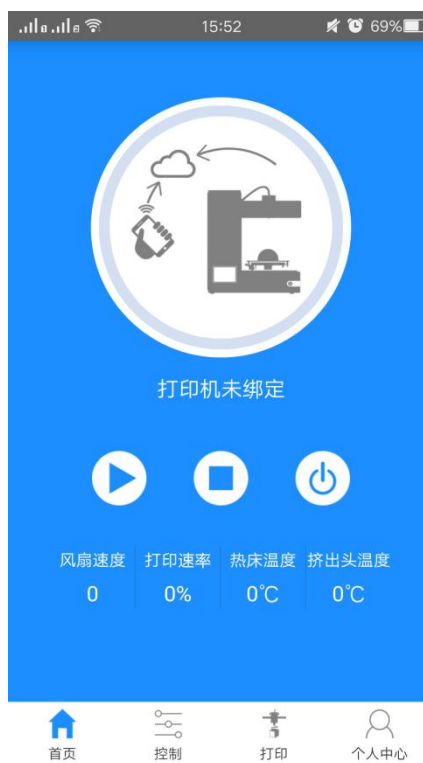 15:52
69%
打印机未绑定
风扇速度 打印速率 热床温度 挤出头温度
0 0% 0℃ 0℃
首页 控制 打印 个人中心